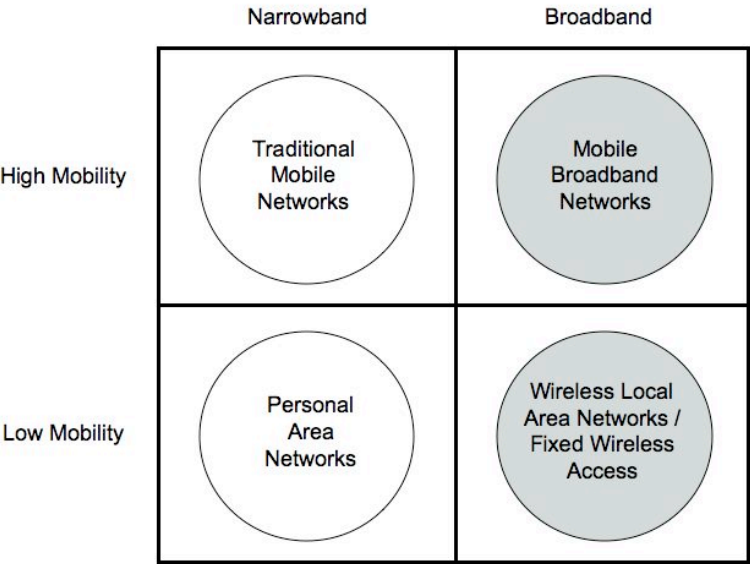 Narrowband
Broadband
High Mobility
Traditional
Mobile
Networks
Mobile
Broadband
Networks
Low Mobility
Personal
Area
Networks
Wireless Local
Area Networks /
Fixed Wireless
Access